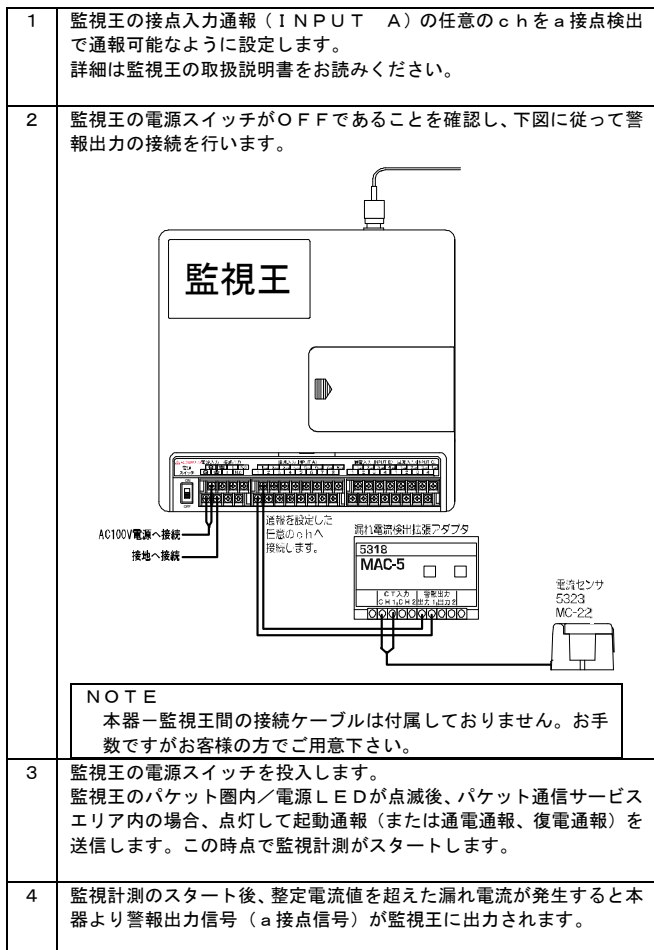 1
監視王の接点入力通報(INPUT A)の任意のchをa接点検出
で通報可能なように設定します。
詳細は監視王の取扱説明書をお読みください。
2
監視王の電源スイッチがOFFであることを確認し、下図に従って警
報出力の接続を行います。
監視王
電源
スイッチ
ON
OFF
AC100V電源へ接続
接地へ接続
通報を設定した
任意のchへ
接続します。
漏れ電流検出拡張アダプタ
5318
MAC-5
CT入力 警報出力
CH1,CH2 出力1,出力2
電流センサ
5323
MC-22
NOTE
本器-監視王間の接続ケーブルは付属しておりません。お手
数ですがお客様の方でご用意下さい。
3
監視王の電源スイッチを投入します。
監視王のパケット圏内/電源LEDが点滅後、パケット通信サービス
エリア内の場合、点灯して起動通報(または通電通報、復電通報)を
送信します。この時点で監視計測がスタートします。
4
監視計測のスタート後、整定電流値を超えた漏れ電流が発生すると本
器より警報出力信号(a接点信号)が監視王に出力されます。